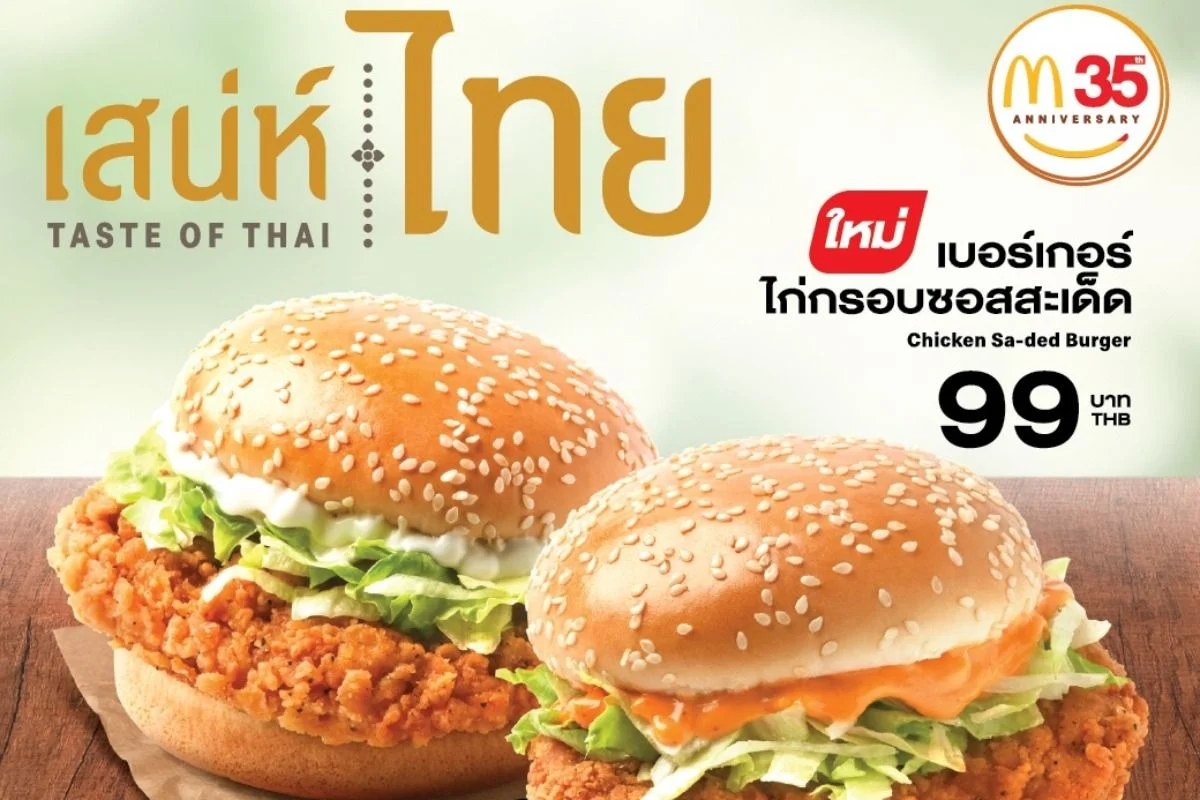 เสน่ห์ไทย
TASTE OF THAI
M 35th
ANNIVERSARY
ใหม่ เบอร์เกอร์
ไก่กรอบซอสสะเด็ด
Chicken Sa-ded Burger
99 บาท
THB